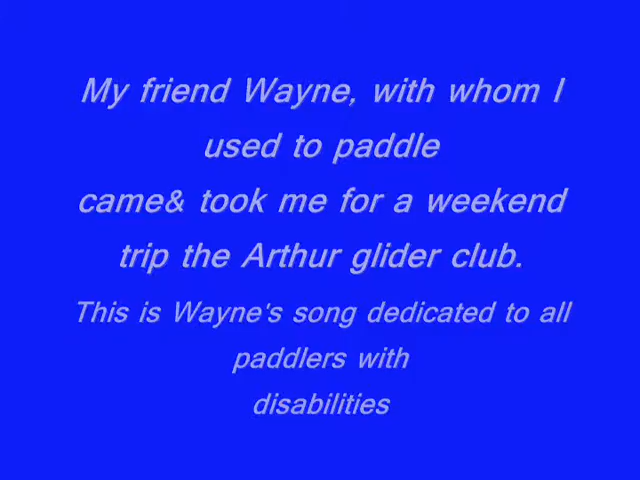 My friend Wayne, with whom I
used to paddle
came& took me for a weekend
trip the Arthur glider club.
This is Wayne's song dedicated to all
paddlers with
disabilities